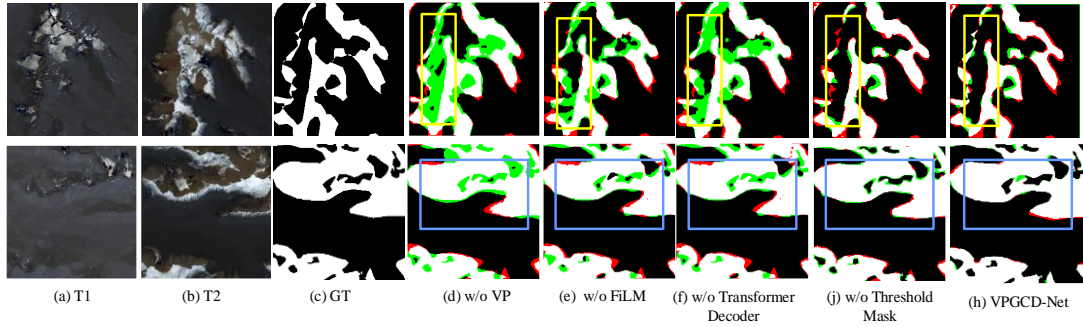 (a) T1
(b) T2
(c) GT
(d) w/o VP
(e) w/o FiLM
(f) w/o Transformer
Decoder
(j) w/o Threshold
Mask
(h) VPGCD-Net